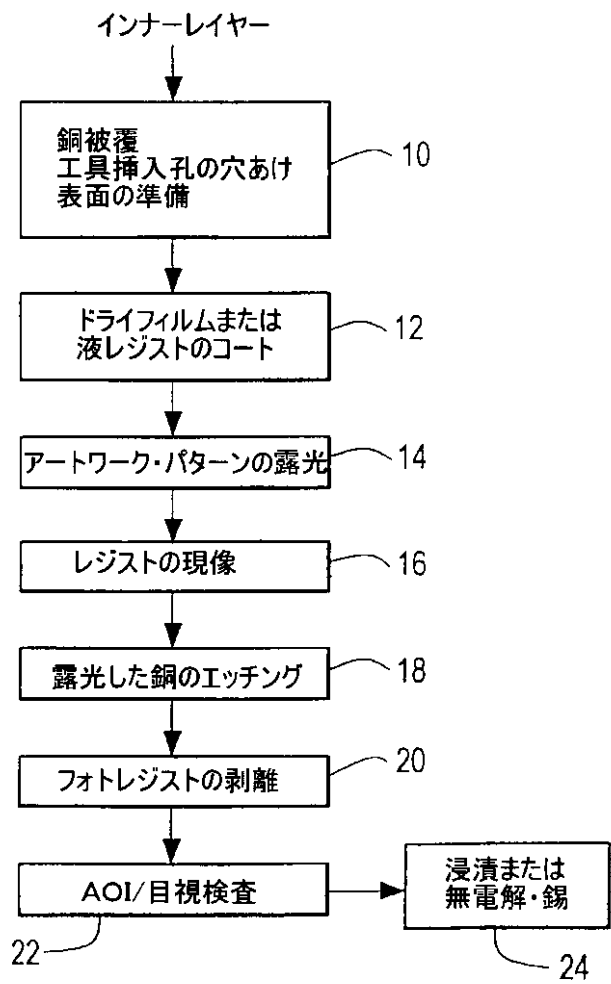 インナーレイヤー
銅被覆
工具挿入孔の穴あけ
表面の準備
10
ドライフィルムまたは
液レジストのコート
12
アートワーク・パターンの露光
14
レジストの現像
16
露光した銅のエッチング
18
フォトレジストの剥離
20
AOI/目視検査
22
浸漬または
無電解・錫
24